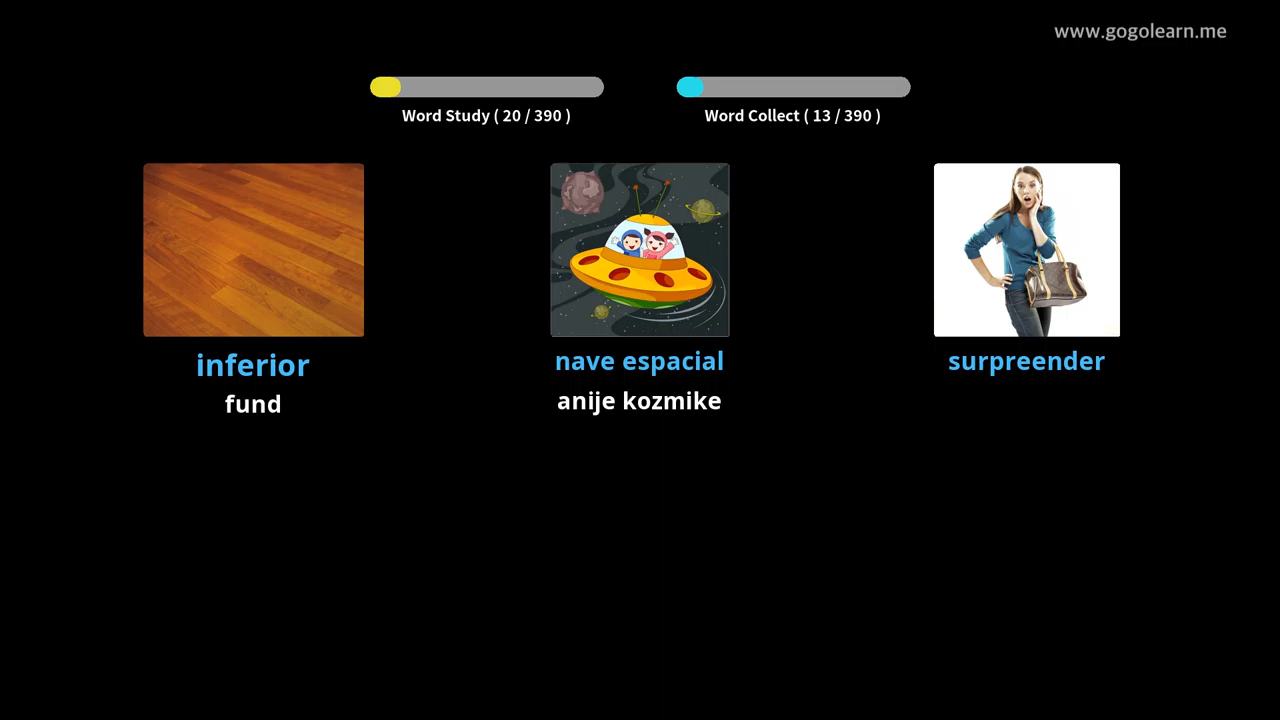 www.gogolearn.me
Word Study ( 20 / 390 )
Word Collect ( 13 / 390 )
inferior
fund
nave espacial
anije kozmike
surpreender